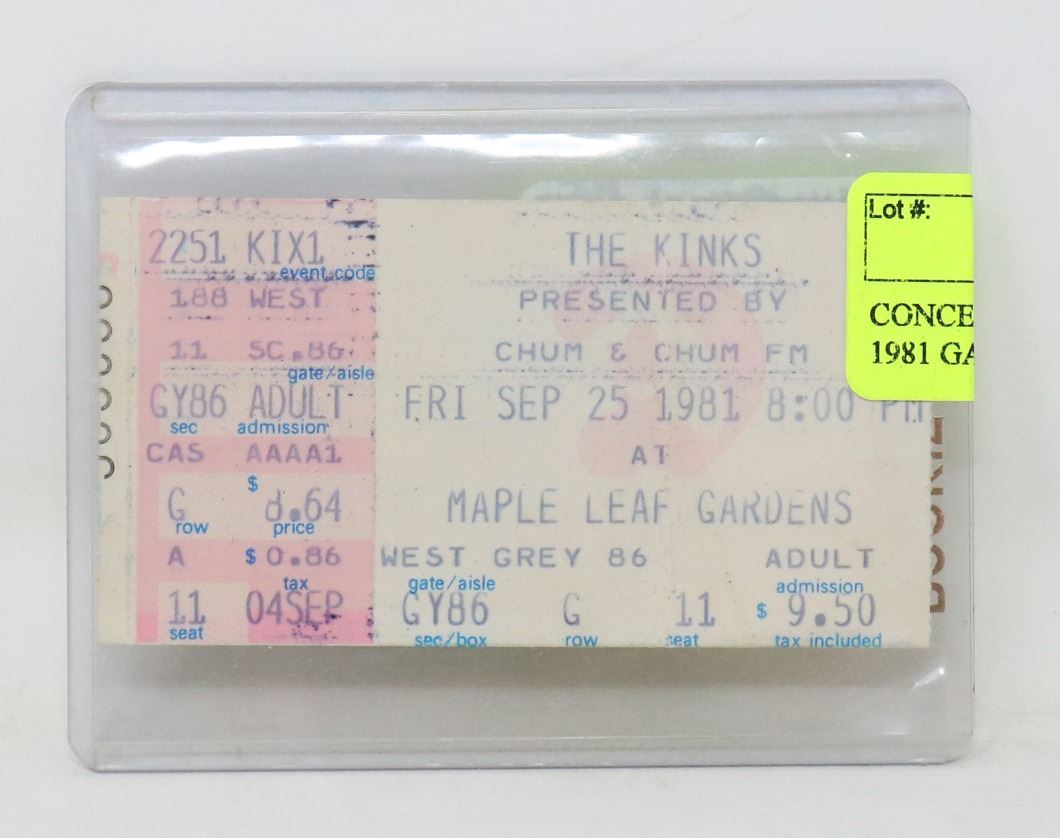 2251 KIX1
event code
188 WEST
11 SC.86
gate/aisle
GY86 ADULT
sec admission
CAS AAAA1
$
G 8.64
row price
A $ 0.86
tax
11 04SEP
seat
THE KINKS
PRESENTED BY
CHUM & CHUM FM
FRI SEP 25 1981 8:00 PM
AT
MAPLE LEAF GARDENS
WEST GREY 86 ADULT
gate/aisle admission
GY86 G 11 $ 9.50
sec/box row seat tax included
Lot #:
CONCE
1981 GA